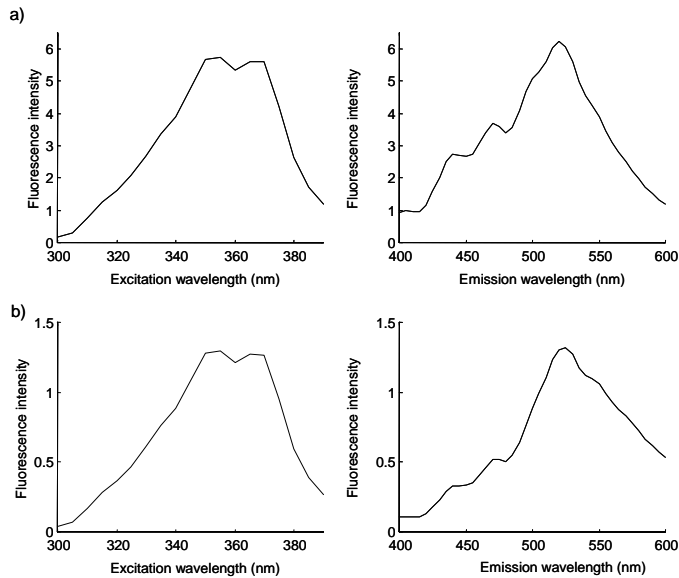 a)
Fluorescence intensity
6
5
4
3
2
1
0
300 320 340 360 380
Excitation wavelength (nm)
Fluorescence intensity
6
5
4
3
2
1
0
400 450 500 550 600
Emission wavelength (nm)
b)
Fluorescence intensity
1.5
1
0.5
0
300 320 340 360 380
Excitation wavelength (nm)
Fluorescence intensity
1.5
1
0.5
0
400 450 500 550 600
Emission wavelength (nm)